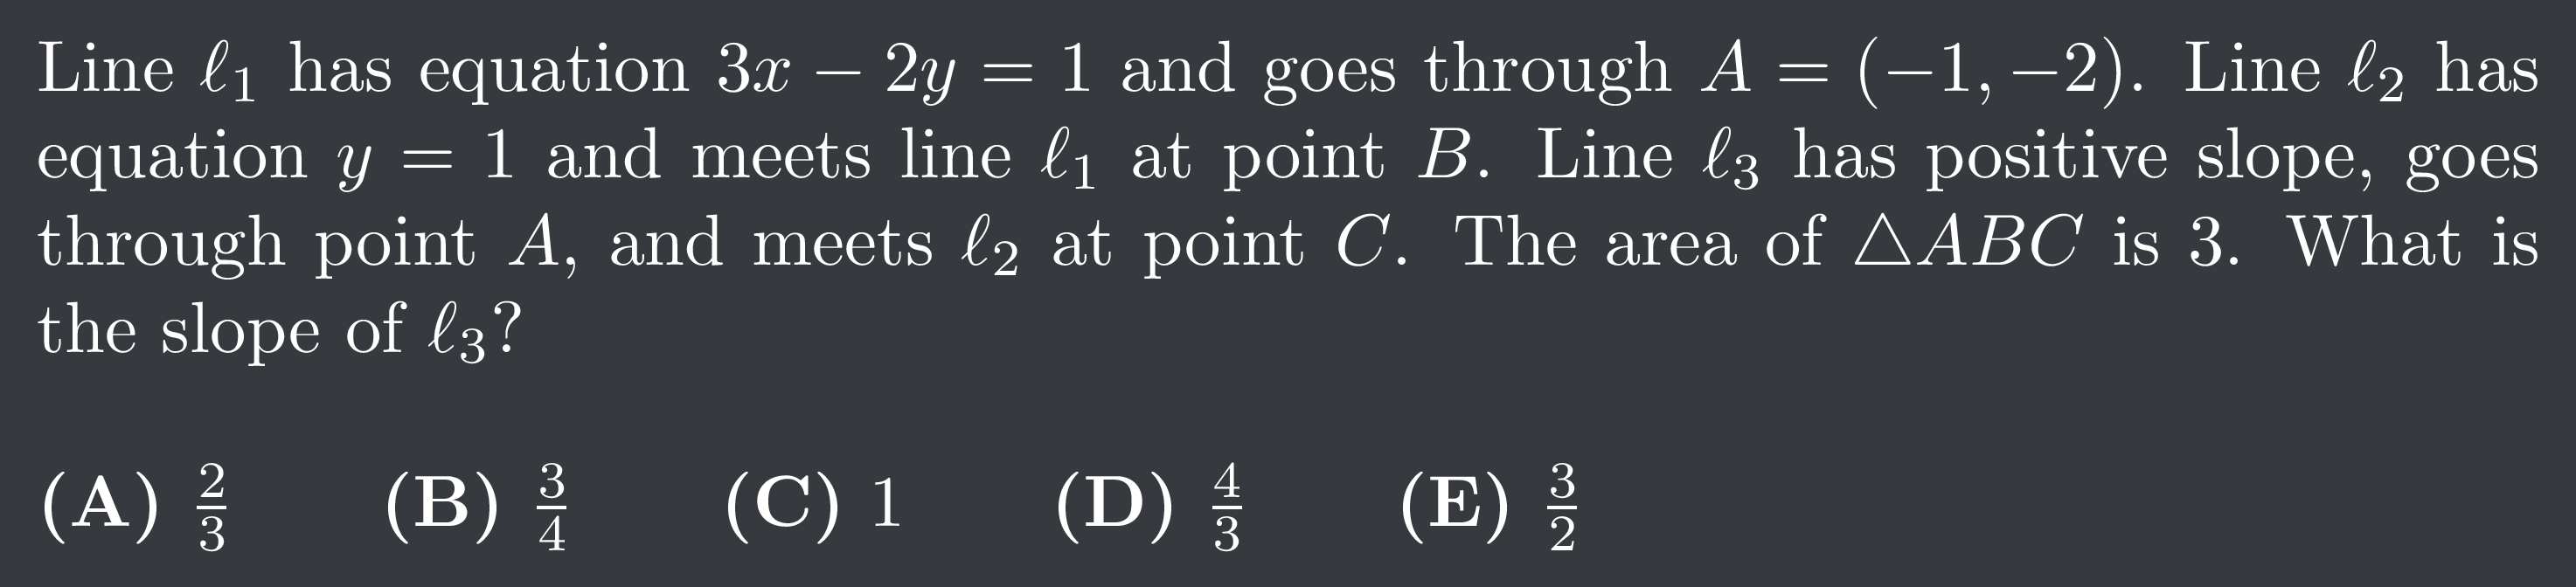 Line ℓ₁ has equation 3x − 2y = 1 and goes through A = (−1, −2). Line ℓ₂ has
equation y = 1 and meets line ℓ₁ at point B. Line ℓ₃ has positive slope, goes
through point A, and meets ℓ₂ at point C. The area of △ABC is 3. What is
the slope of ℓ₃?
(A) 2/3 (B) 3/4 (C) 1 (D) 4/3 (E) 3/2